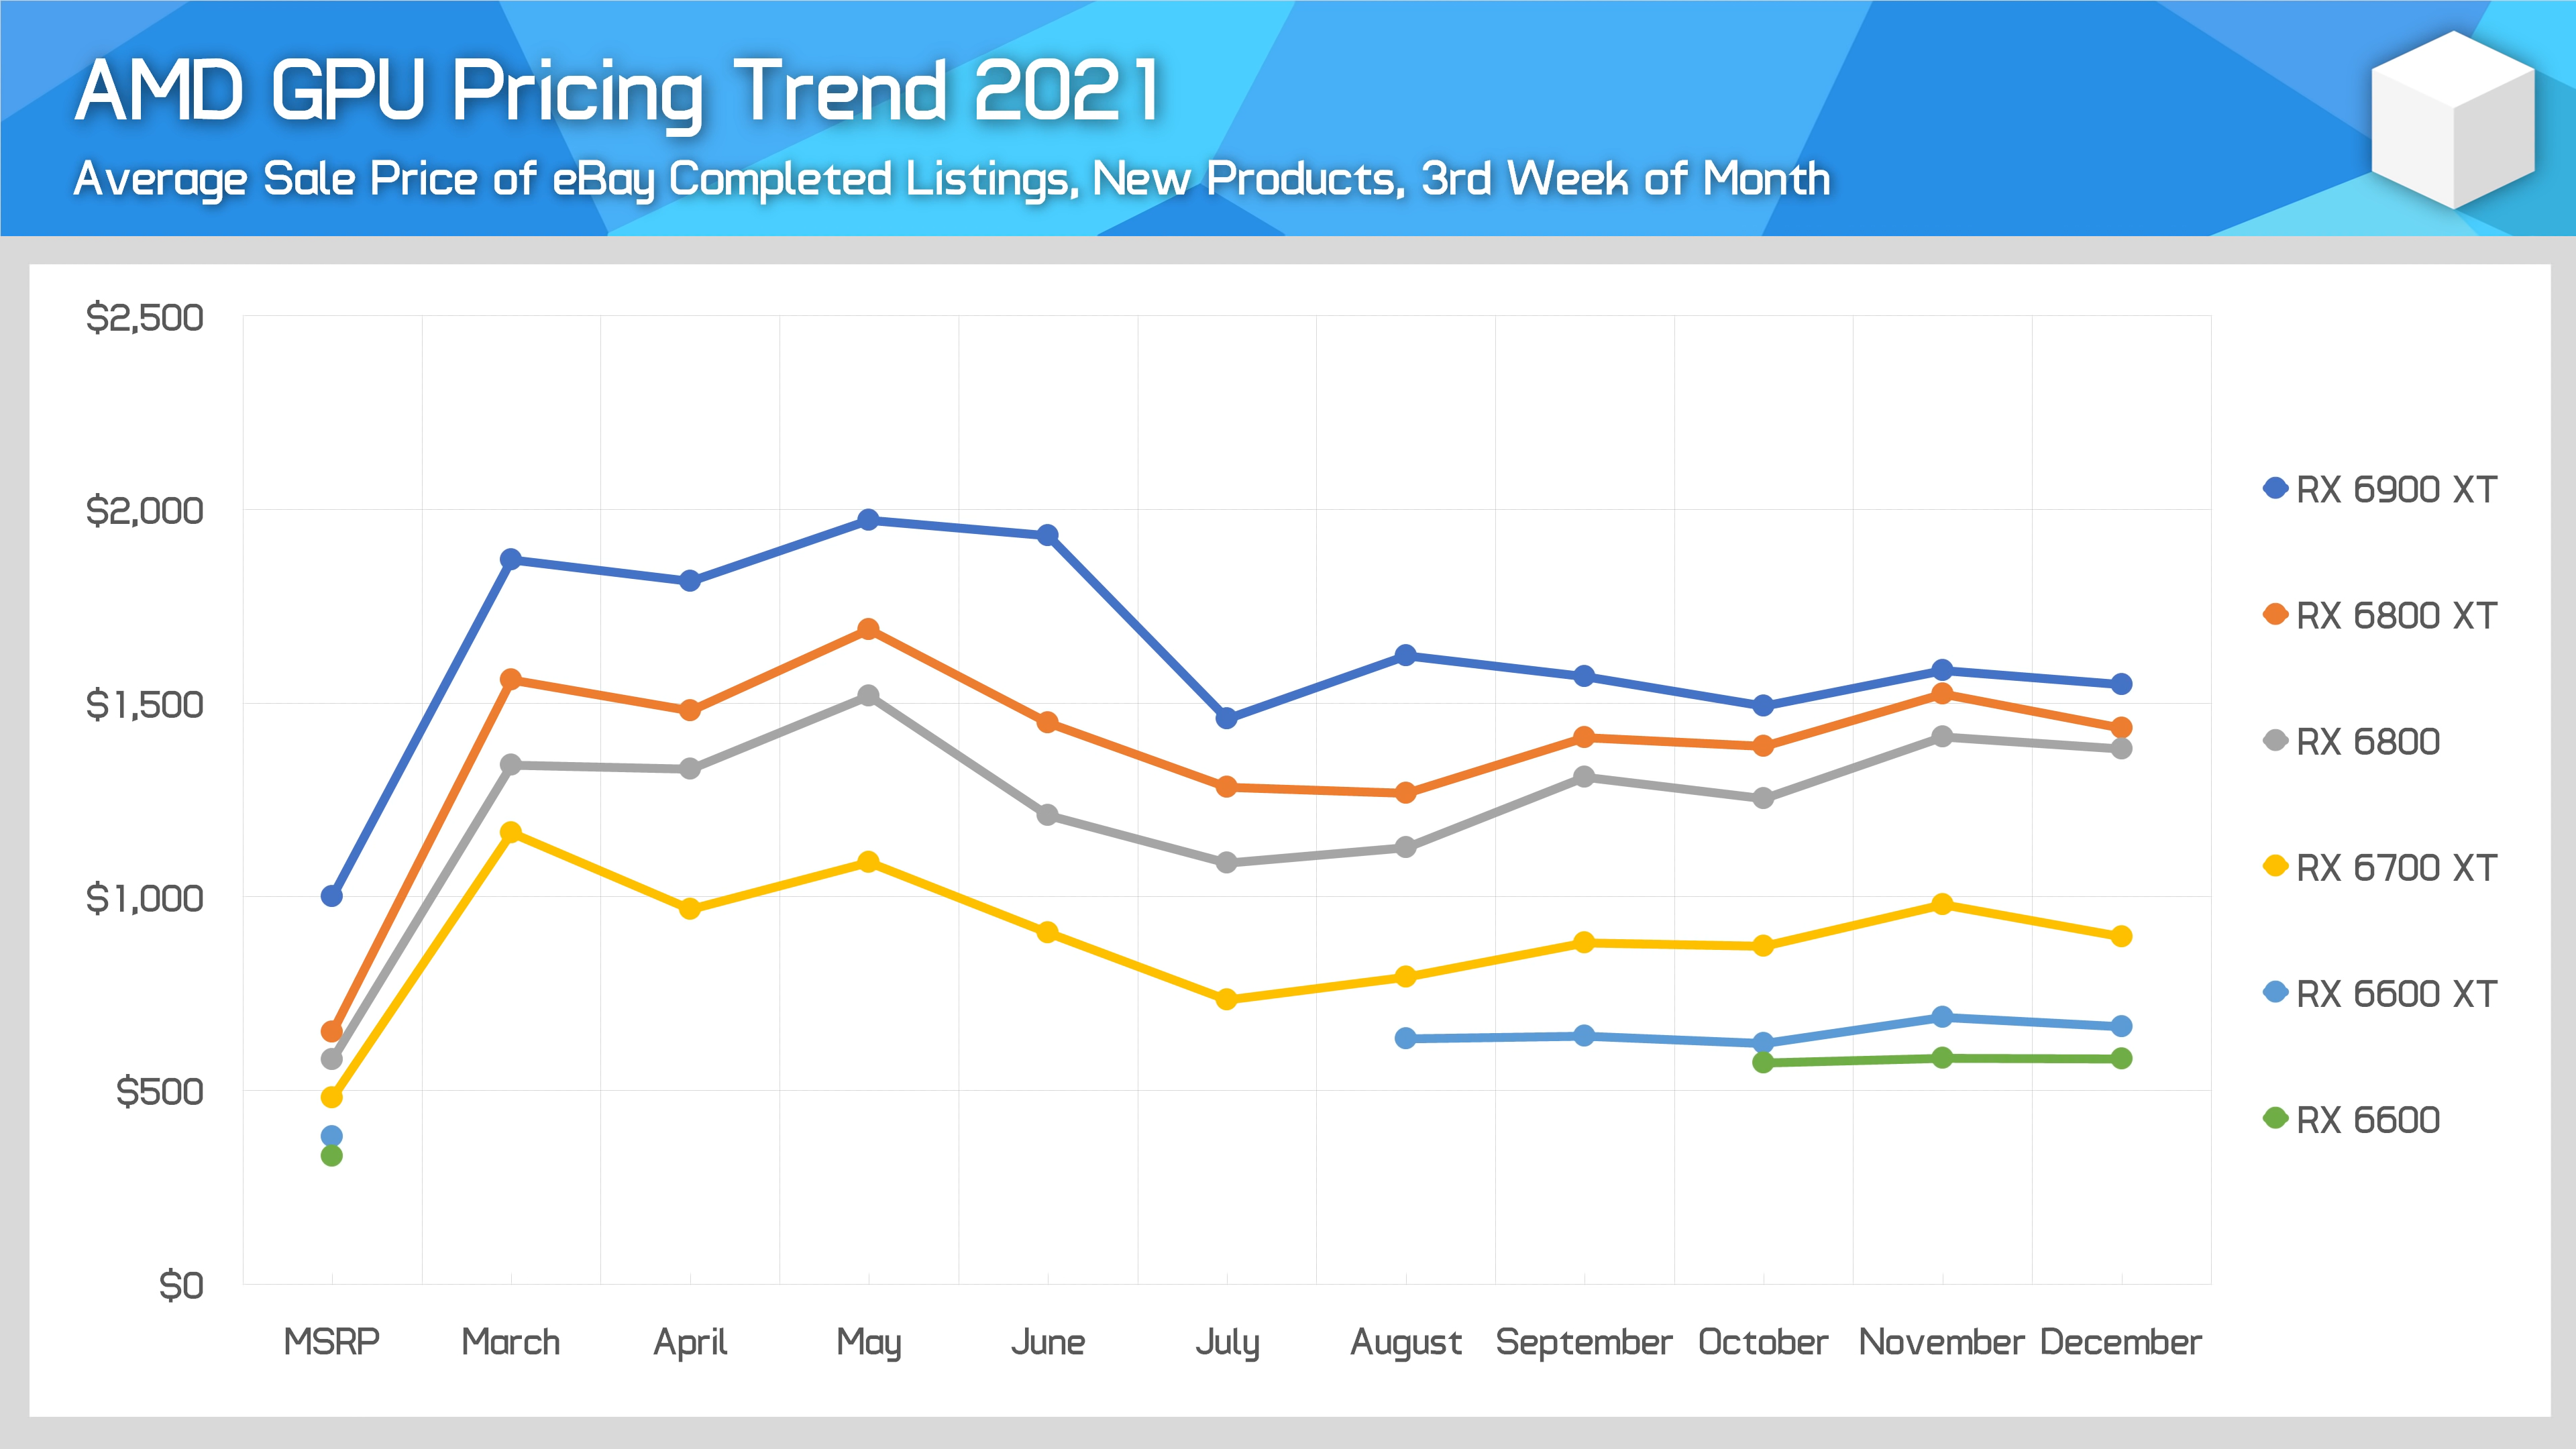 AMD GPU Pricing Trend 2021
Average Sale Price of eBay Completed Listings, New Products, 3rd Week of Month
$2,500
$2,000
$1,500
$1,000
$500
$0
MSRP March April May June July August September October November December
RX 6900 XT
RX 6800 XT
RX 6800
RX 6700 XT
RX 6600 XT
RX 6600